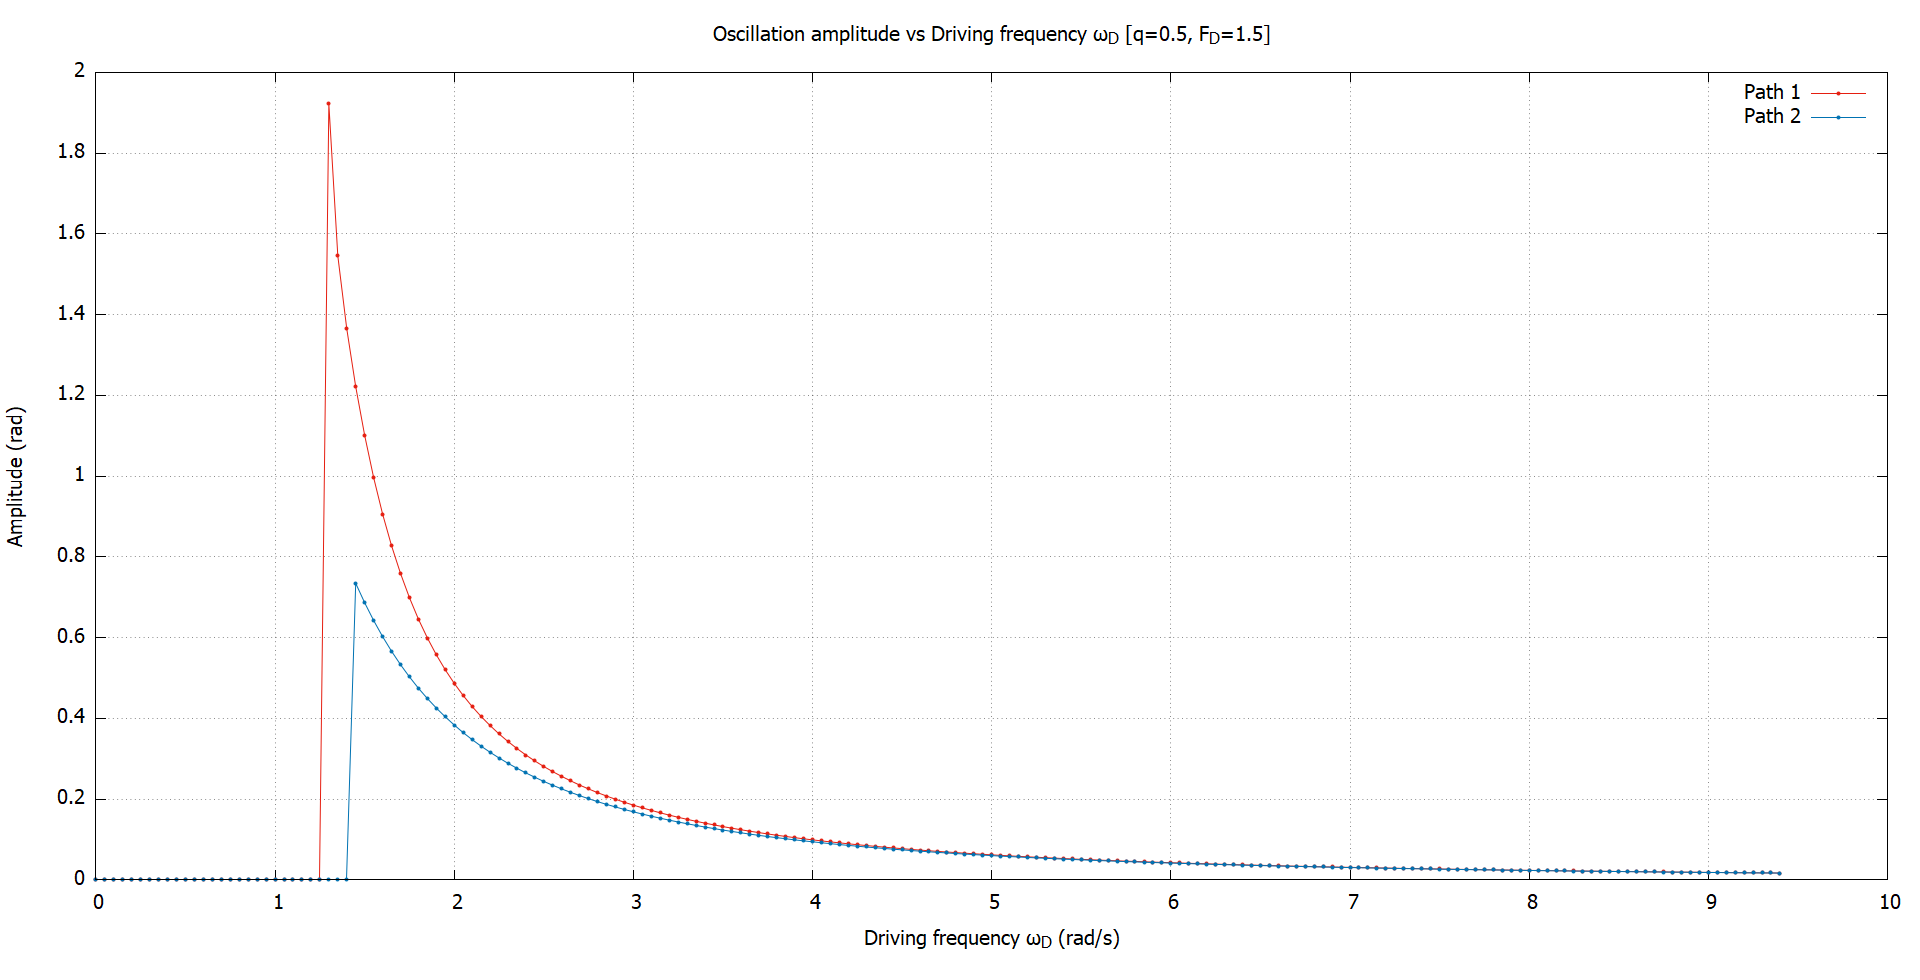 Oscillation amplitude vs Driving frequency ωD [q=0.5, FD=1.5]
Path 1
Path 2
2
1.8
1.6
1.4
1.2
1
0.8
0.6
0.4
0.2
0
Amplitude (rad)
0 1 2 3 4 5 6 7 8 9 10
Driving frequency ωD (rad/s)